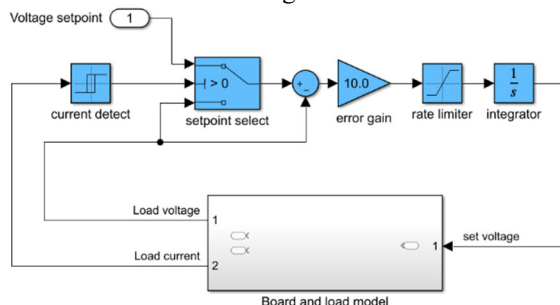 Voltage setpoint 1
> 0
+
−
10.0
1
s
current detect
setpoint select
error gain
rate limiter
integrator
Load voltage 1
Load current 2
1 set voltage
Board and load model